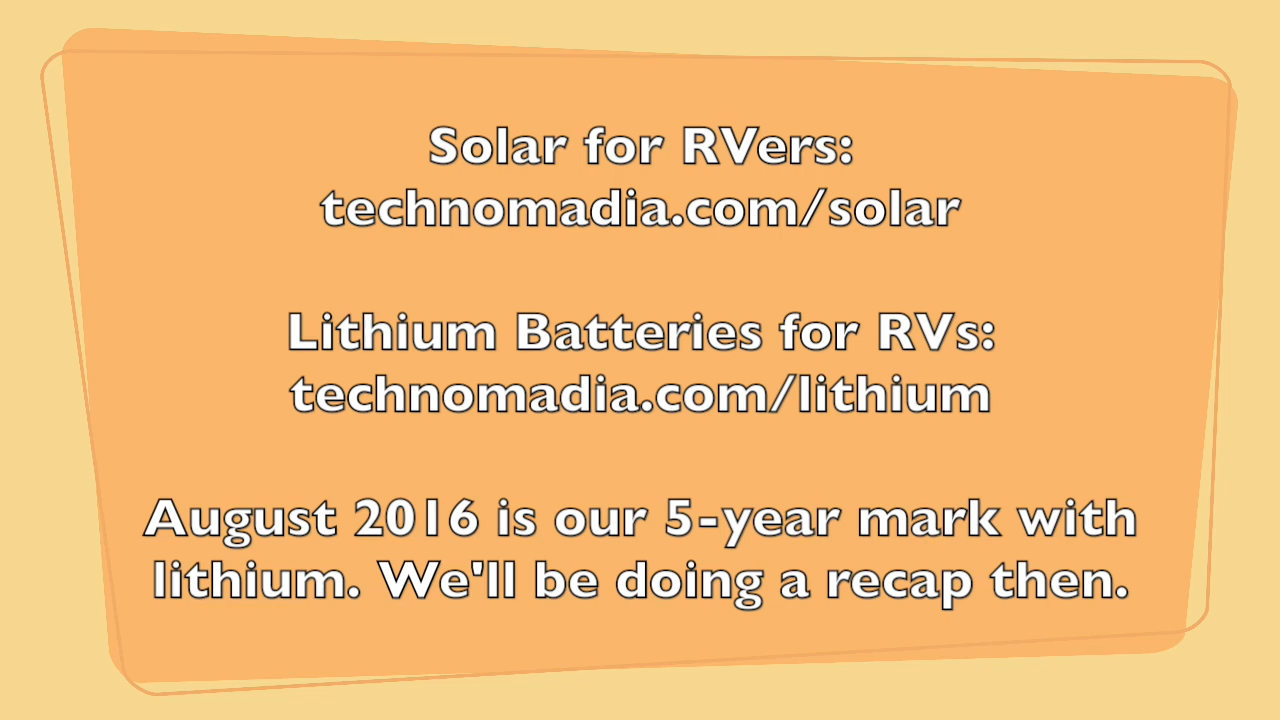 Solar for RVers:
technomadia.com/solar
Lithium Batteries for RVs:
technomadia.com/lithium
August 2016 is our 5-year mark with
lithium. We'll be doing a recap then.